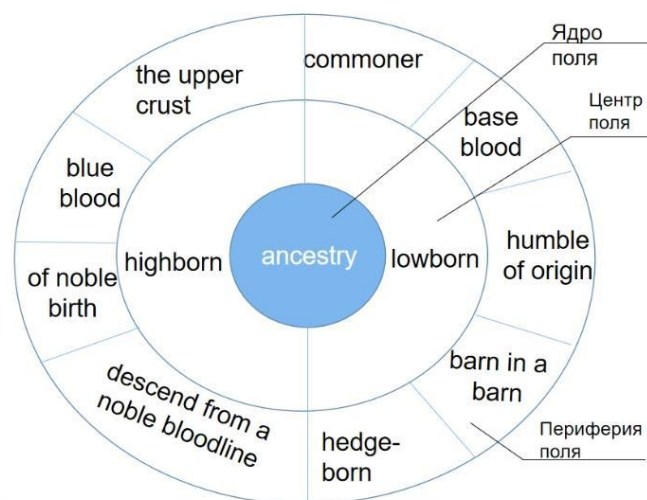 the upper
crust
commoner
Ядро
поля
base
blood
Центр
поля
blue
blood
highborn
ancestry
lowborn
humble
of origin
of noble
birth
descend from a
noble bloodline
hedge-
born
barn in a
barn
Периферия
поля